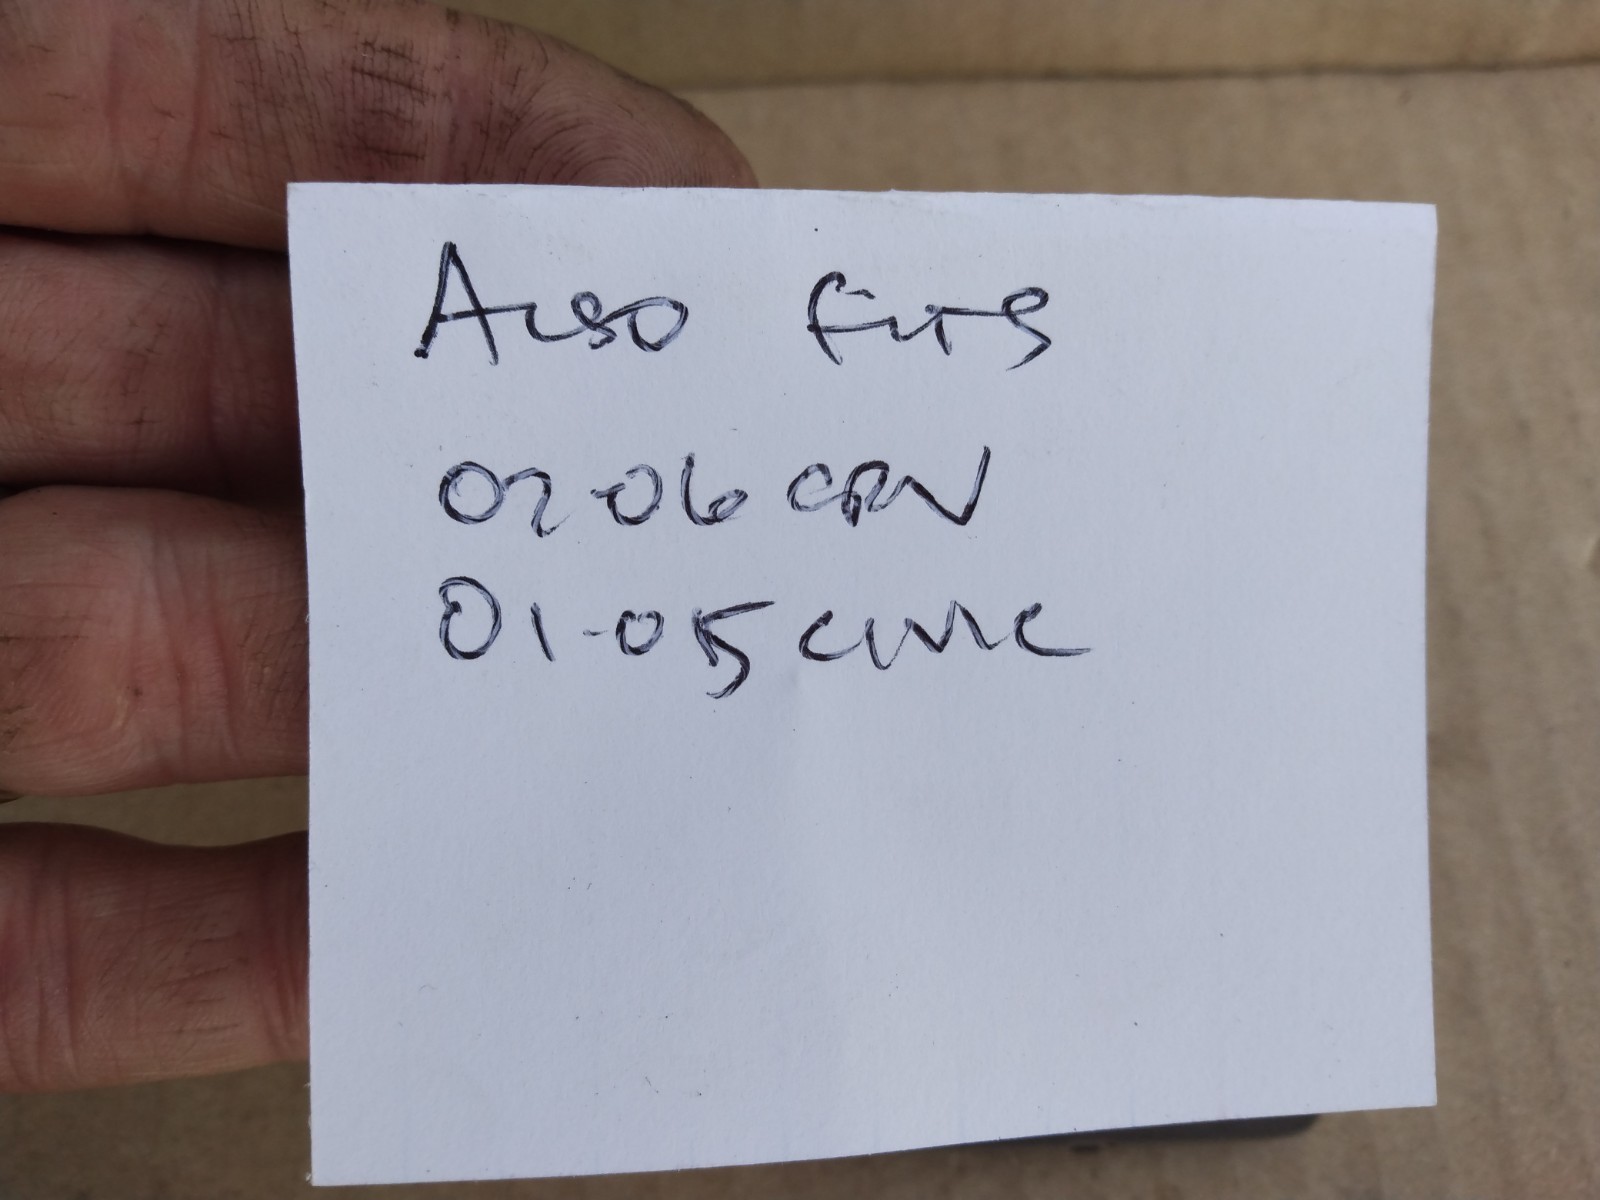 Also fits
02-06 CRV
01-05 CIVIC